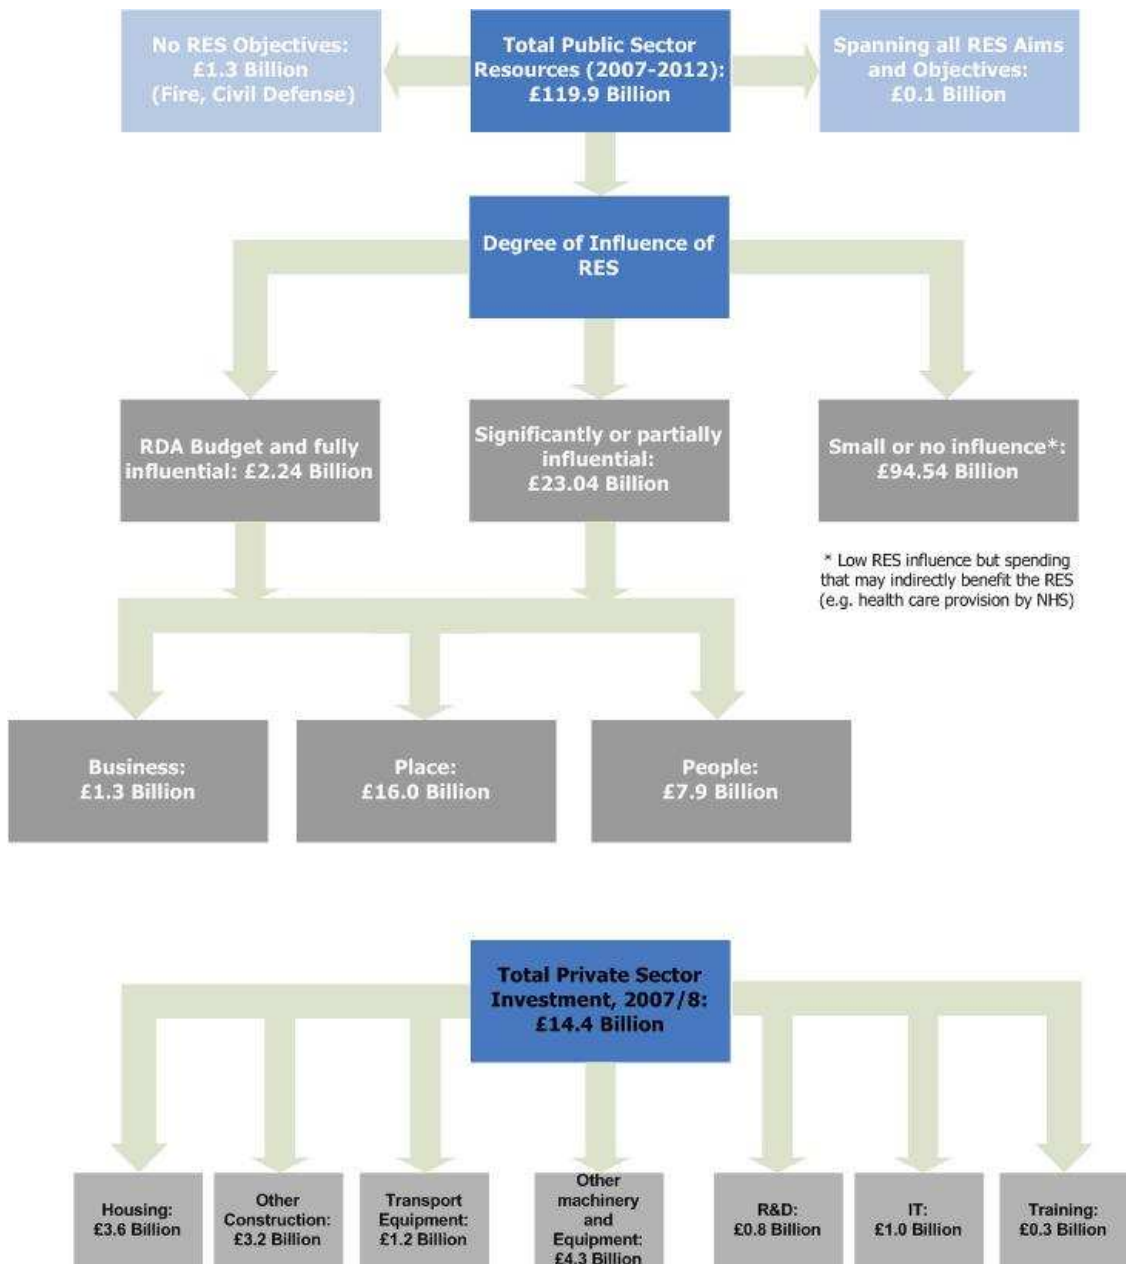 No RES Objectives:
£1.3 Billion
(Fire, Civil Defense)
Total Public Sector
Resources (2007-2012):
£119.9 Billion
Spanning all RES Aims
and Objectives:
£0.1 Billion
Degree of Influence of
RES
RDA Budget and fully
influential: £2.24 Billion
Significantly or partially
influential:
£23.04 Billion
Small or no influence*:
£94.54 Billion
* Low RES influence but spending
that may indirectly benefit the RES
(e.g. health care provision by NHS)
Business:
£1.3 Billion
Place:
£16.0 Billion
People:
£7.9 Billion
Total Private Sector
Investment, 2007/8:
£14.4 Billion
Housing:
£3.6 Billion
Other
Construction:
£3.2 Billion
Transport
Equipment:
£1.2 Billion
Other
machinery
and
Equipment:
£4.3 Billion
R&D:
£0.8 Billion
IT:
£1.0 Billion
Training:
£0.3 Billion